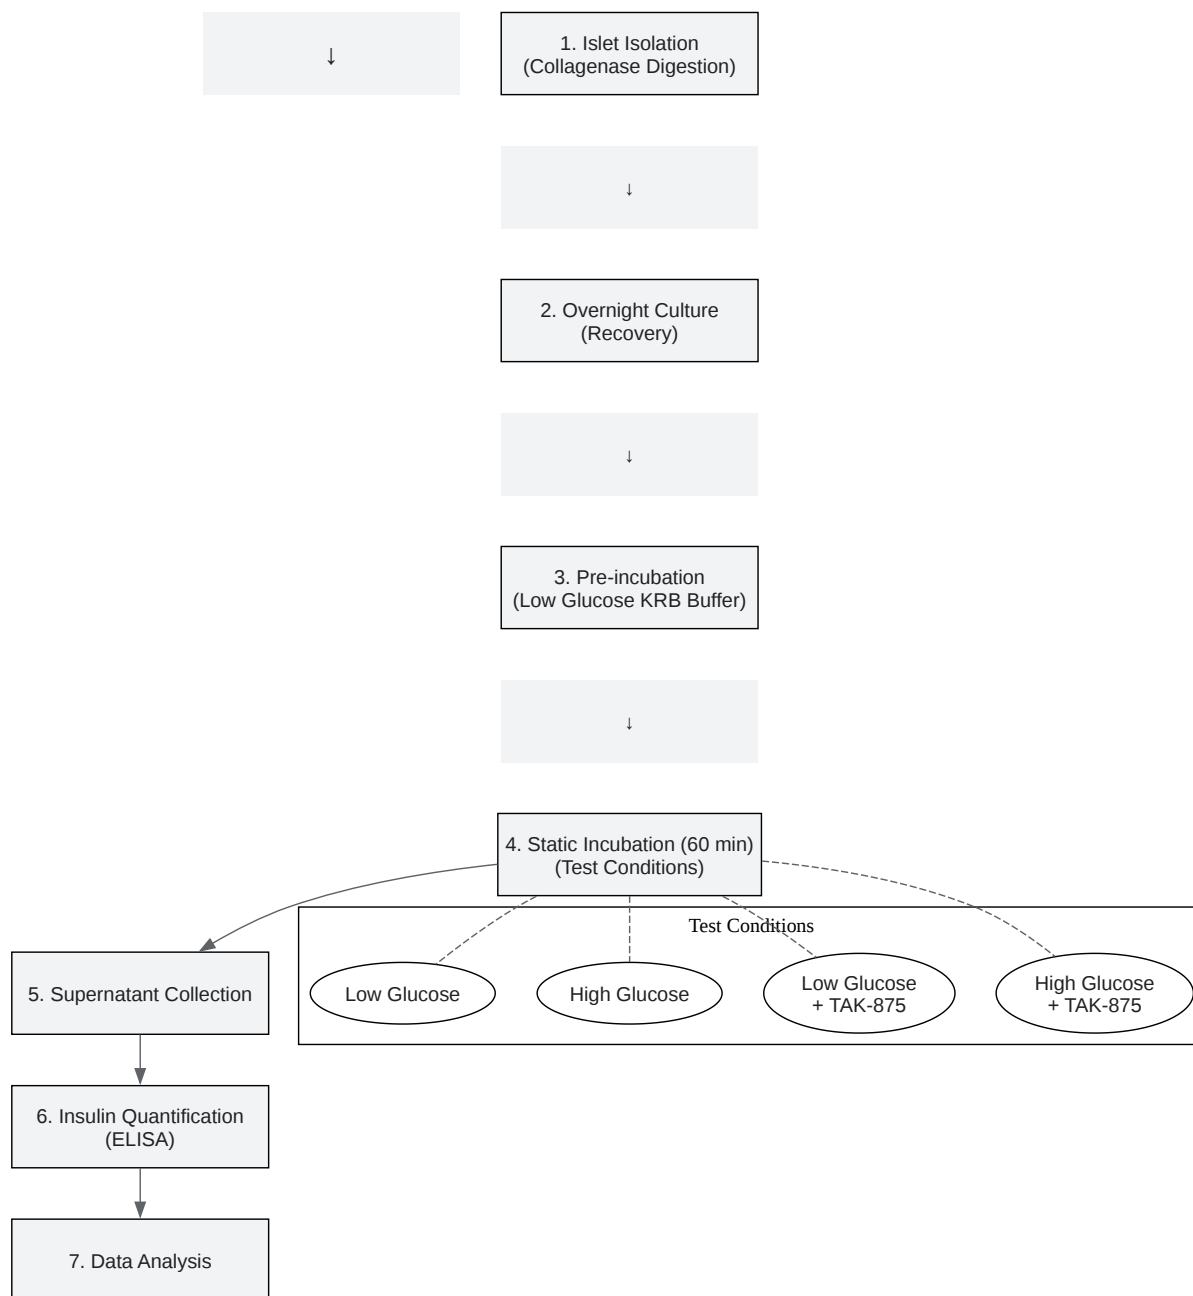 ↓
1. Islet Isolation
(Collagenase Digestion)
↓
2. Overnight Culture
(Recovery)
↓
3. Pre-incubation
(Low Glucose KRB Buffer)
↓
4. Static Incubation (60 min)
(Test Conditions)
Test Conditions
Low Glucose
High Glucose
Low Glucose
+ TAK-875
High Glucose
+ TAK-875
5. Supernatant Collection
6. Insulin Quantification
(ELISA)
7. Data Analysis